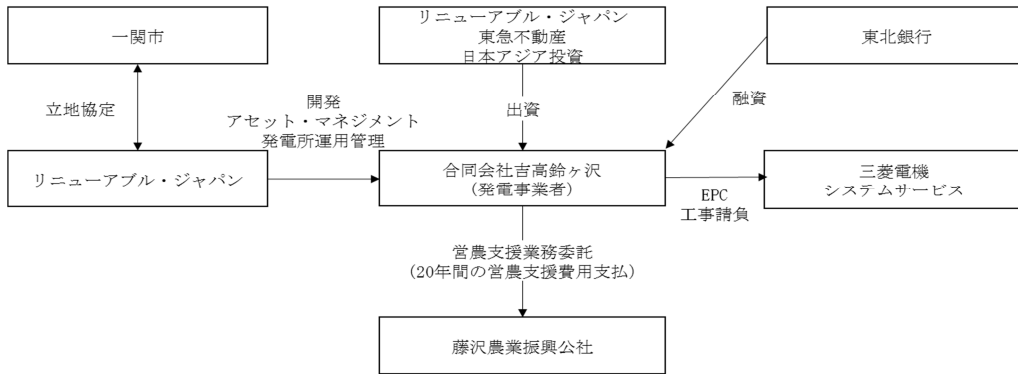 一関市
リニューアブル・ジャパン
東急不動産
日本アジア投資
東北銀行
立地協定
開発
アセット・マネジメント
発電所運用管理
出資
融資
リニューアブル・ジャパン
合同会社吉高鈴ヶ沢
(発電事業者)
三菱電機
システムサービス
EPC
工事請負
営農支援業務委託
(20年間の営農支援費用支払)
藤沢農業振興公社